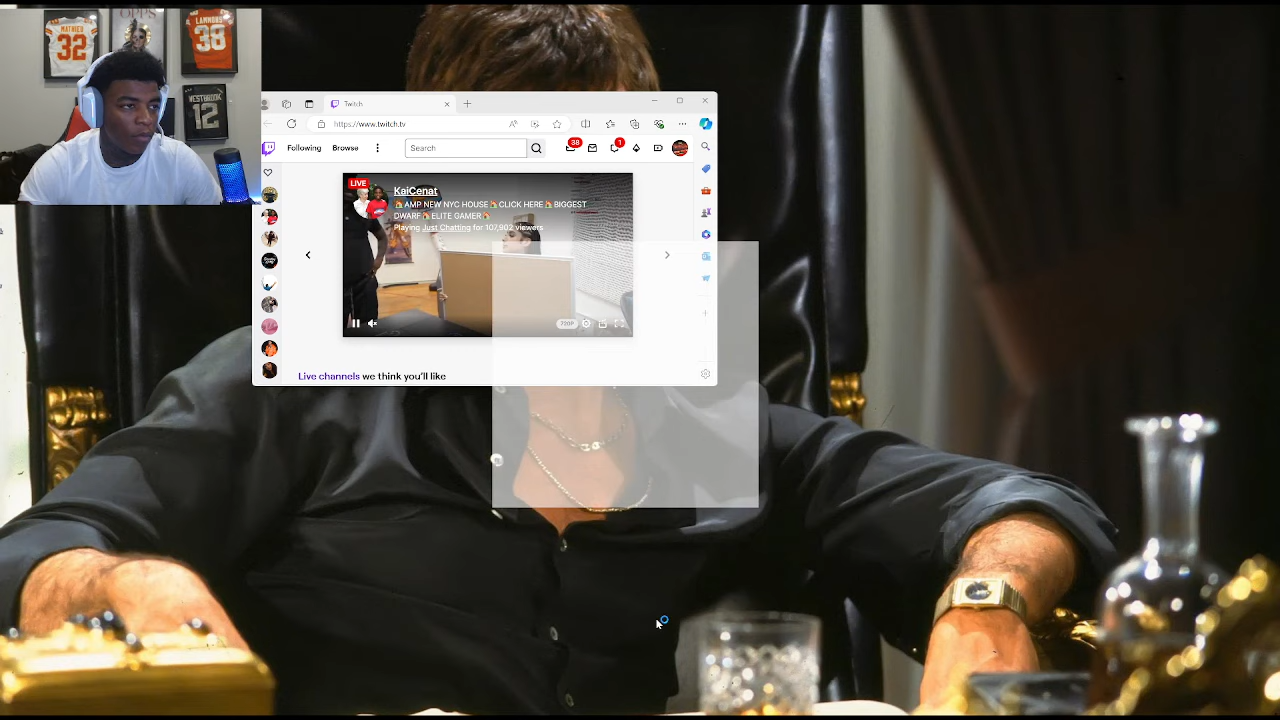 OPPS
MATHIEU
32
LAMMONS
38
WESTBROOK
12
Twitch
https://www.twitch.tv
Following
Browse
Search
38
1
LIVE
KaiCenat
AMP NEW NYC HOUSE CLICK HERE BIGGEST
DWARF ELITE GAMER
Playing Just Chatting for 107,902 viewers
720P
Live channels we think you'll like